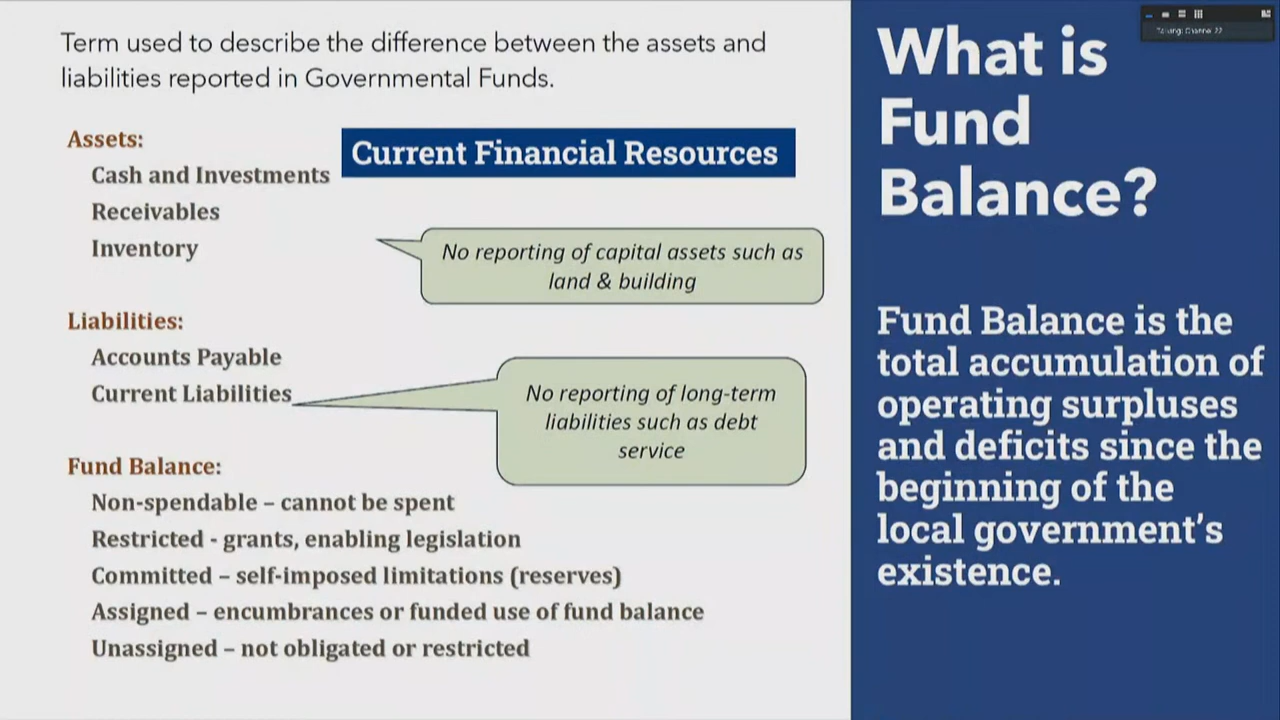 Term used to describe the difference between the assets and
liabilities reported in Governmental Funds.
Assets:
Current Financial Resources
Cash and Investments
Receivables
Inventory
No reporting of capital assets such as
land & building
Liabilities:
Accounts Payable
Current Liabilities
No reporting of long-term
liabilities such as debt
service
Fund Balance:
Non-spendable – cannot be spent
Restricted - grants, enabling legislation
Committed – self-imposed limitations (reserves)
Assigned – encumbrances or funded use of fund balance
Unassigned – not obligated or restricted
What is
Fund
Balance?
Fund Balance is the
total accumulation of
operating surpluses
and deficits since the
beginning of the
local government's
existence.
Talking: Channel 22